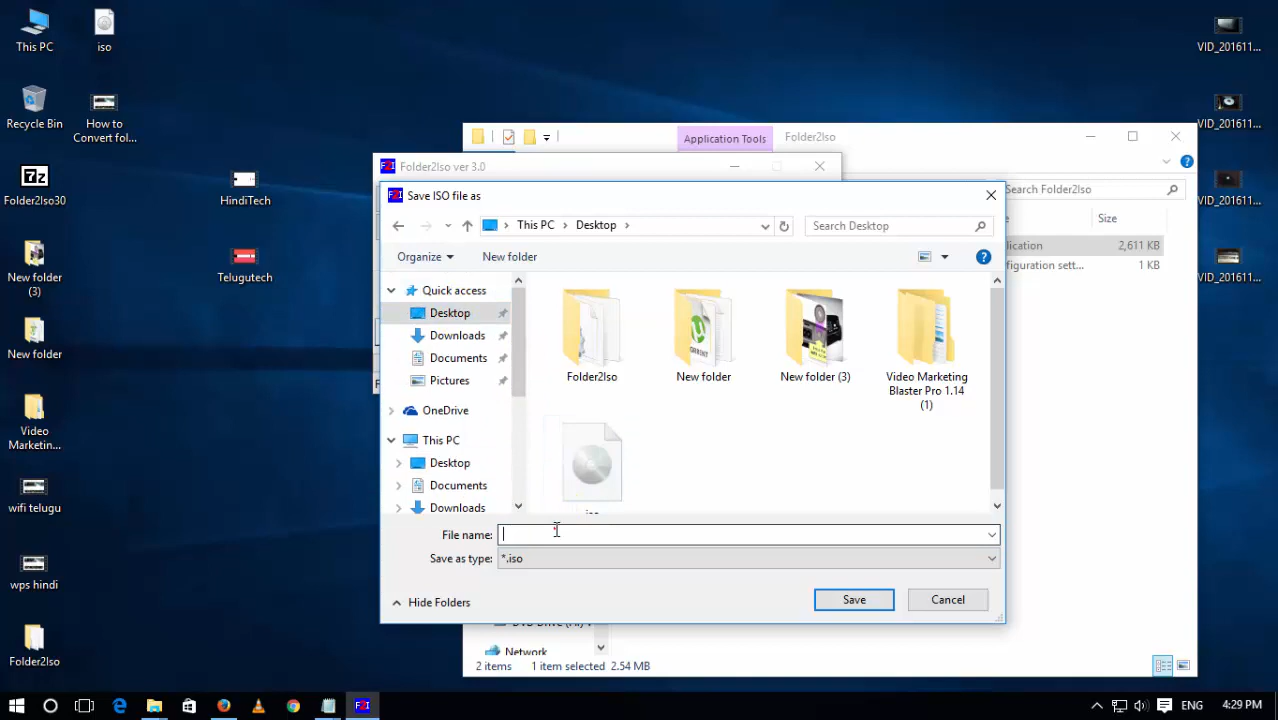 This PC
iso
Recycle Bin
How to
Convert fol...
Folder2Iso30
HindiTech
New folder
(3)
Telugutech
New folder
Video
Marketin...
wifi telugu
wps hindi
Folder2Iso
VID_201611...
VID_201611...
VID_201611...
VID_201611...
Application Tools
Folder2Iso
Search Folder2Iso
Size
2,611 KB
figuration sett...
1 KB
Folder2Iso ver 3.0
Save ISO file as
This PC
Desktop
Search Desktop
Organize
New folder
Quick access
Desktop
Downloads
Documents
Pictures
OneDrive
This PC
Desktop
Documents
Downloads
Folder2Iso
New folder
New folder (3)
Video Marketing
Blaster Pro 1.14
(1)
File name:
Save as type: *.iso
Hide Folders
Save
Cancel
Network
2 items 1 item selected 2.54 MB
ENG
4:29 PM